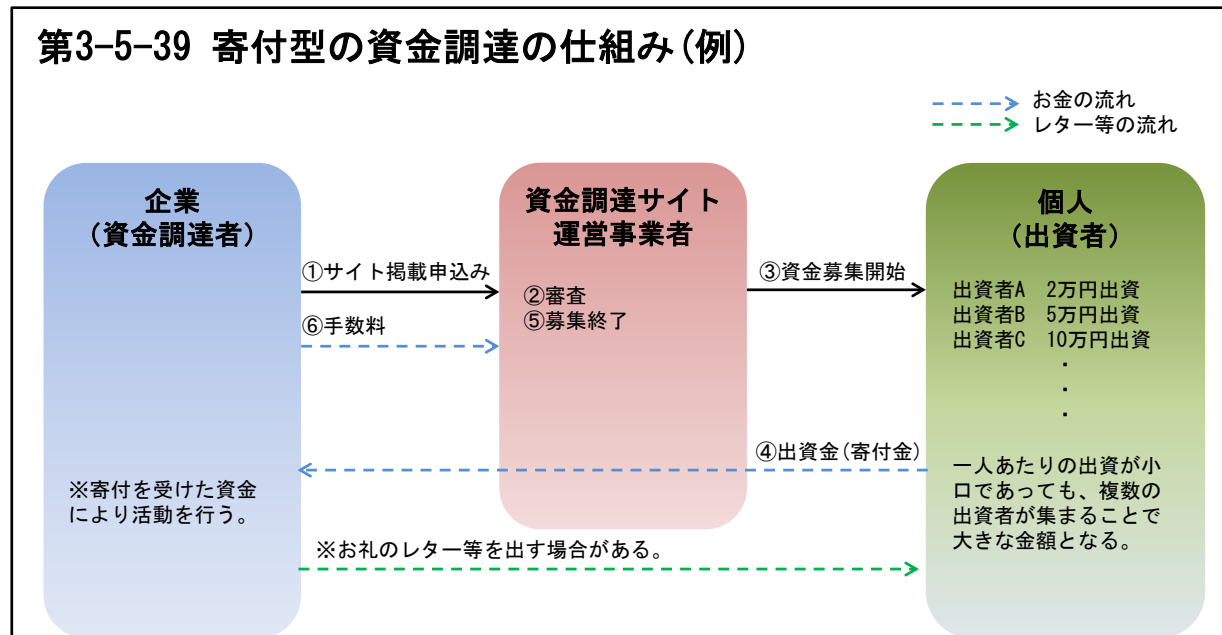 第3-5-39 寄付型の資金調達の仕組み(例)
お金の流れ
レター等の流れ
企業
(資金調達者)
※寄付を受けた資金
により活動を行う。
①サイト掲載申込み
⑥手数料
資金調達サイト
運営事業者
②審査
⑤募集終了
③資金募集開始
④出資金(寄付金)
※お礼のレター等を出す場合がある。
個人
(出資者)
出資者A 2万円出資
出資者B 5万円出資
出資者C 10万円出資
・
・
・
一人あたりの出資が小
口であっても、複数の
出資者が集まることで
大きな金額となる。